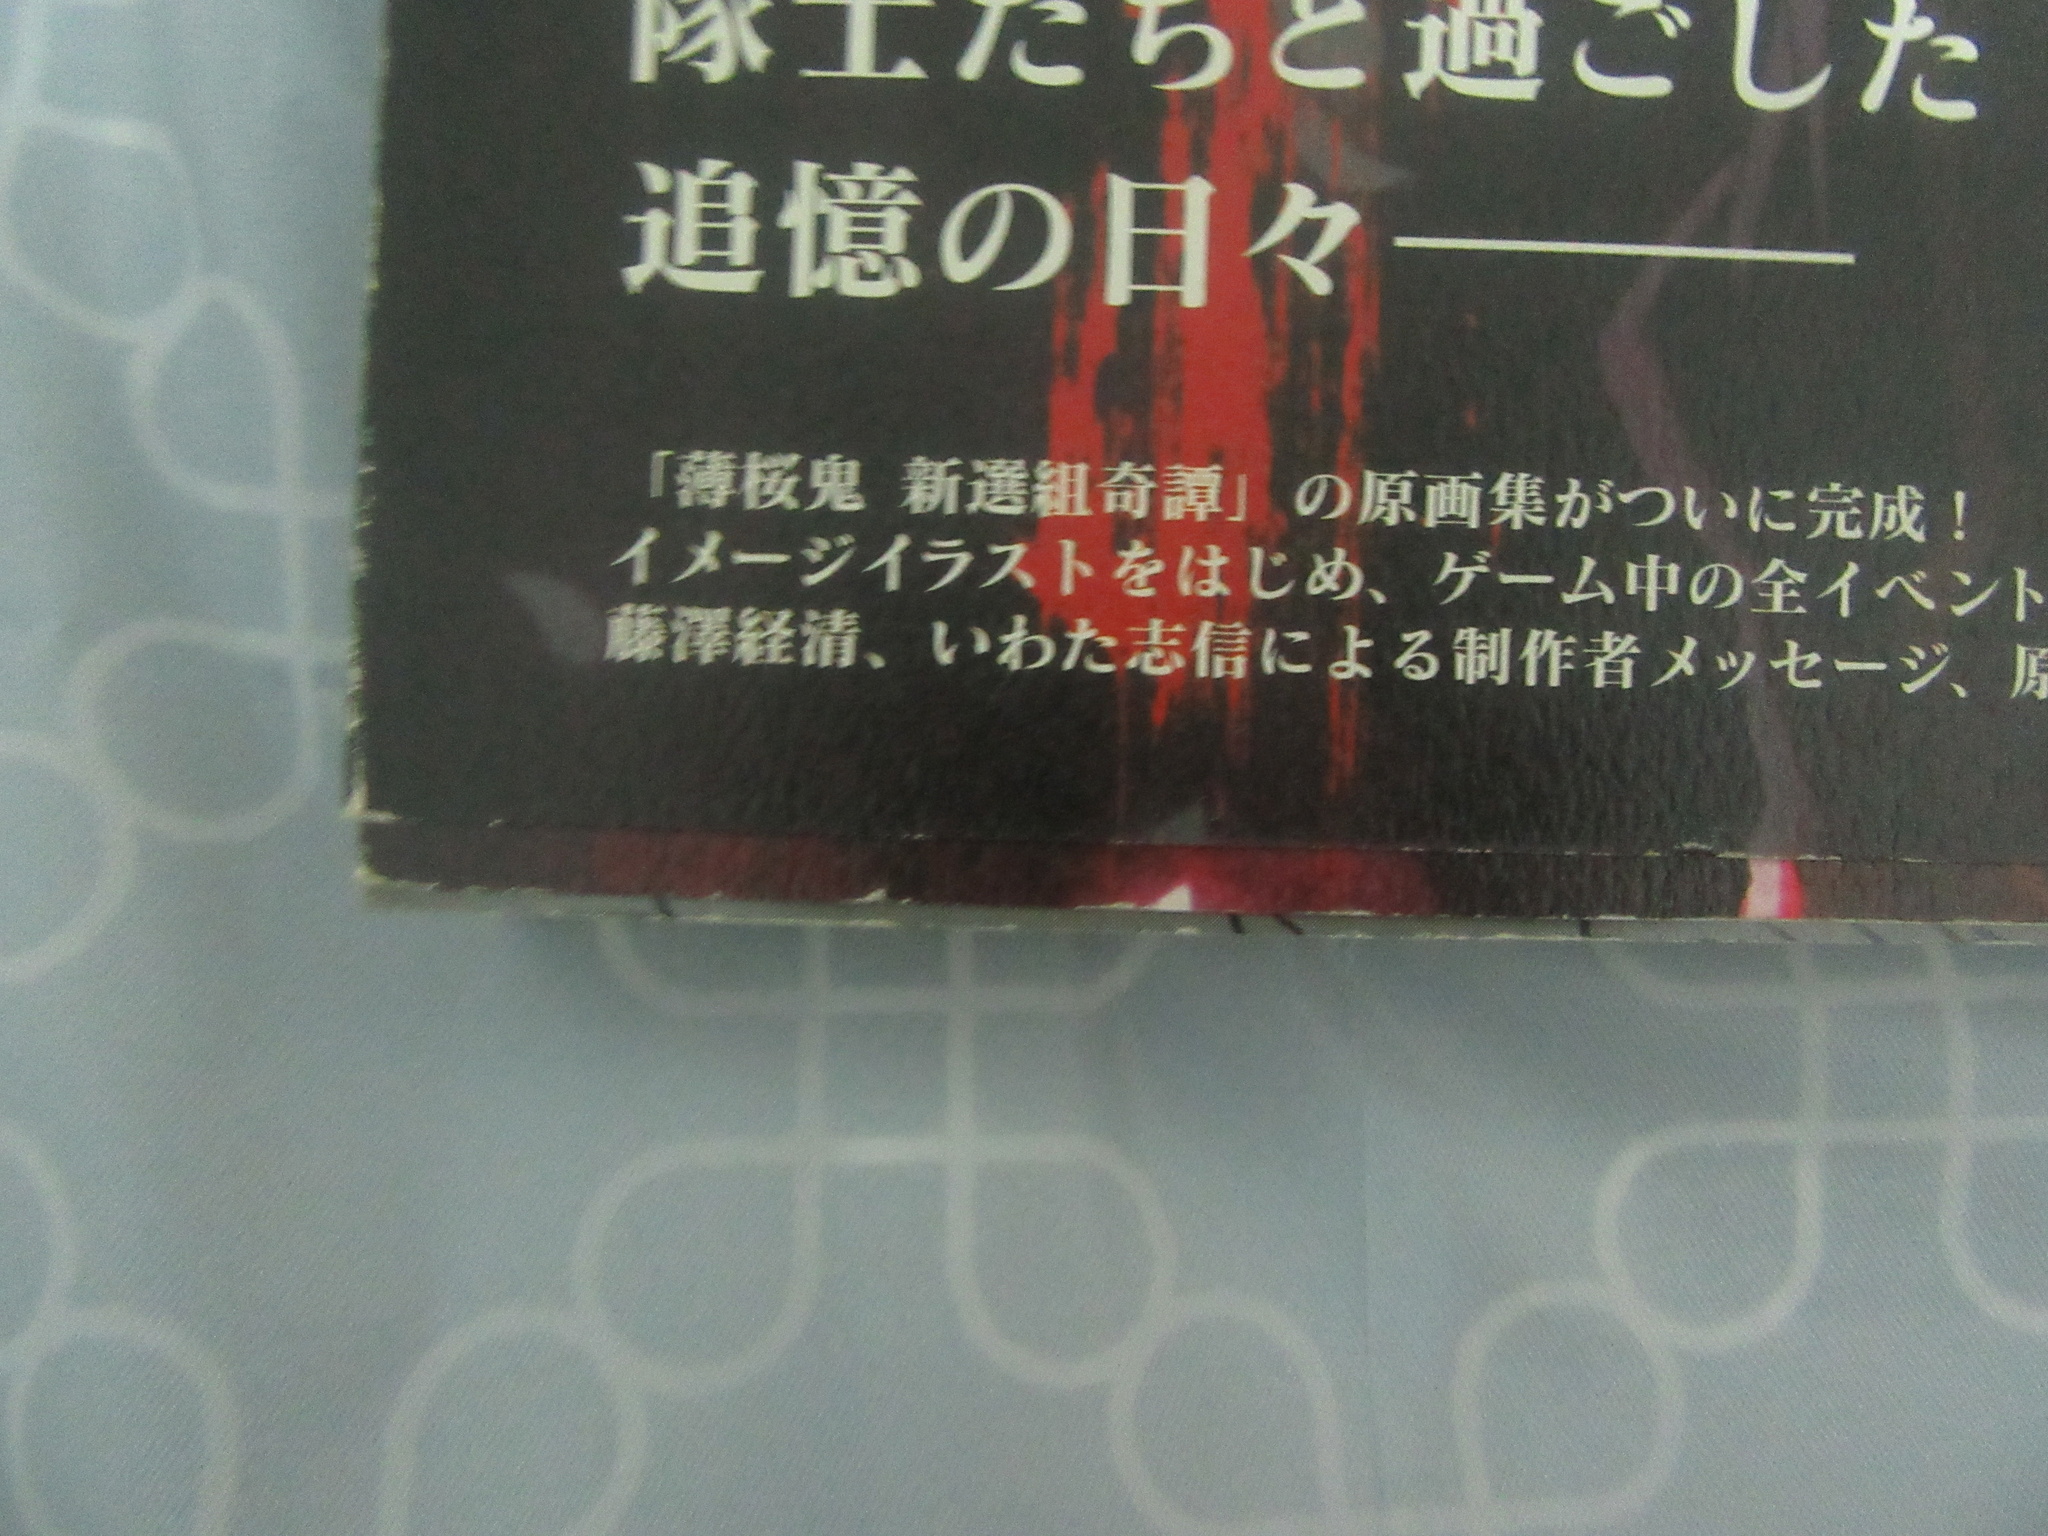 隊士たちと過ごした
追憶の日々――――
「薄桜鬼 新選組奇譚」の原画集がついに完成!
イメージイラストをはじめ、ゲーム中の全イベント
藤澤経清、いわた志信による制作者メッセージ、原